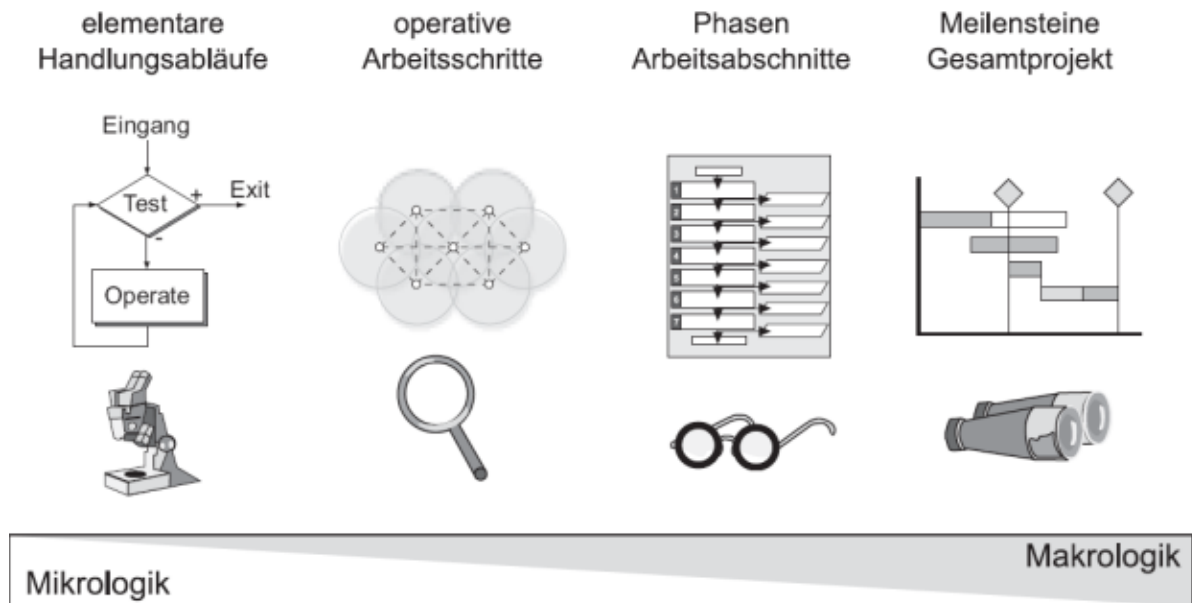 elementare
Handlungsabläufe
operative
Arbeitsschritte
Phasen
Arbeitsabschnitte
Meilensteine
Gesamtprojekt
Eingang
Test
+
Exit
-
Operate
1
2
3
4
5
6
7
Mikrologik
Makrologik